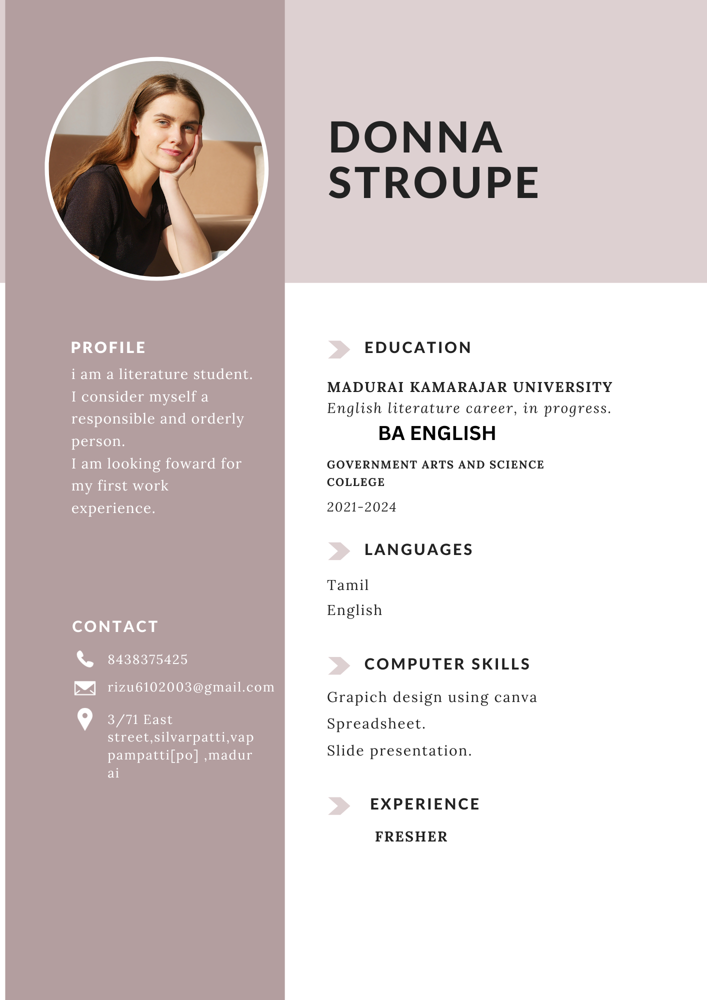 DONNA
STROUPE
PROFILE
i am a literature student.
I consider myself a
responsible and orderly
person.
I am looking foward for
my first work
experience.
CONTACT
8438375425
rizu6102003@gmail.com
3/71 East
street,silvarpatti,vap
pampatti[po] ,madur
ai
EDUCATION
MADURAI KAMARAJAR UNIVERSITY
English literature career, in progress.
BA ENGLISH
GOVERNMENT ARTS AND SCIENCE
COLLEGE
2021-2024
LANGUAGES
Tamil
English
COMPUTER SKILLS
Grapich design using canva
Spreadsheet.
Slide presentation.
EXPERIENCE
FRESHER